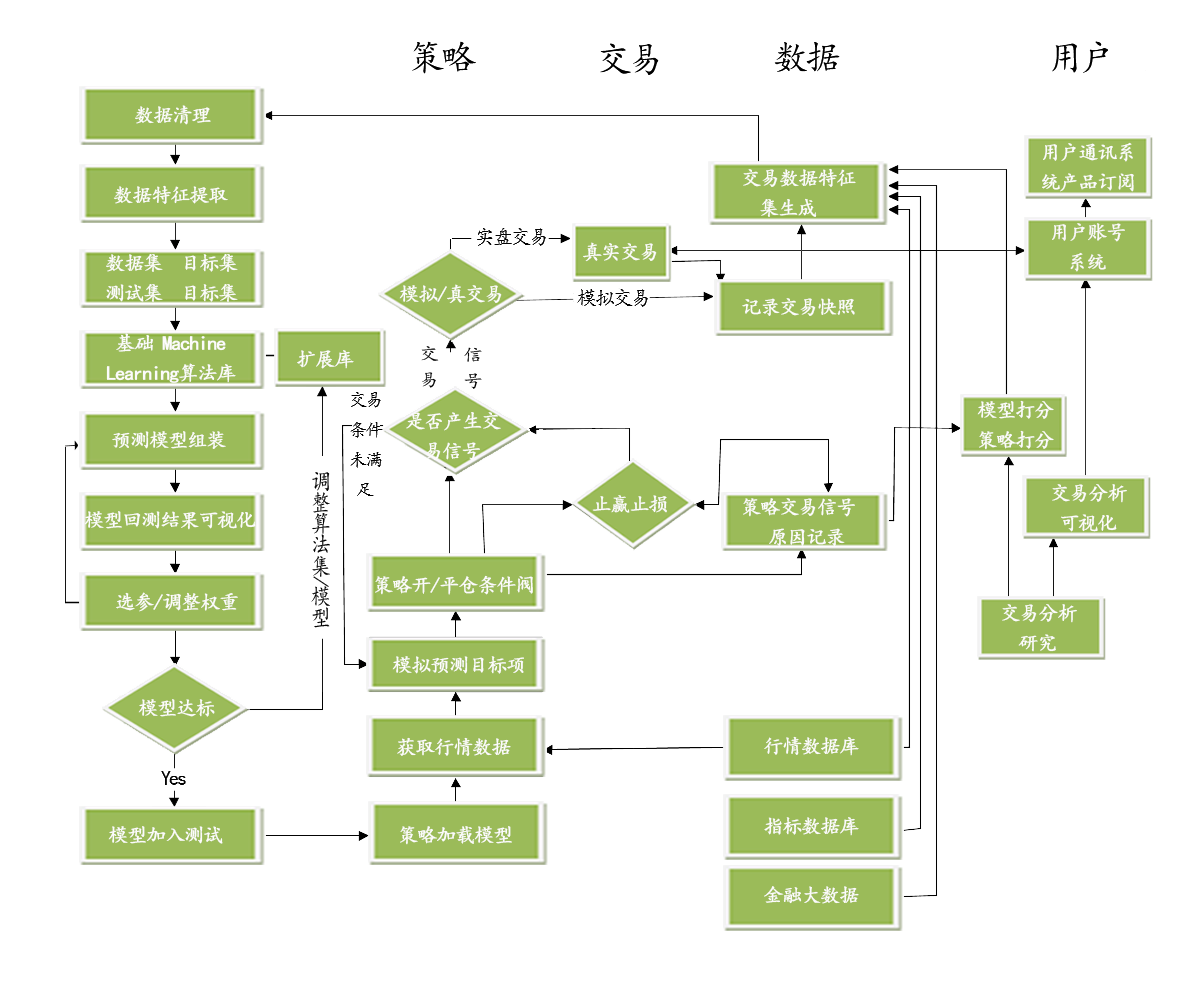 策略
交易
数据
用户
数据清理
数据特征提取
数据集 目标集
测试集 目标集
基础 Machine
Learning算法库
扩展库
预测模型组装
模型回测结果可视化
选参/调整权重
模型达标
Yes
模型加入测试
调整算法集/模型
实盘交易
模拟/真交易
模拟交易
交易
信号
交易
条件
未满
足
是否产生交
易信号
策略开/平仓条件阀
模拟预测目标项
获取行情数据
策略加载模型
真实交易
止赢止损
交易数据特征
集生成
记录交易快照
策略交易信号
原因记录
行情数据库
指标数据库
金融大数据
用户通讯系
统产品订阅
用户账号
系统
模型打分
策略打分
交易分析
可视化
交易分析
研究